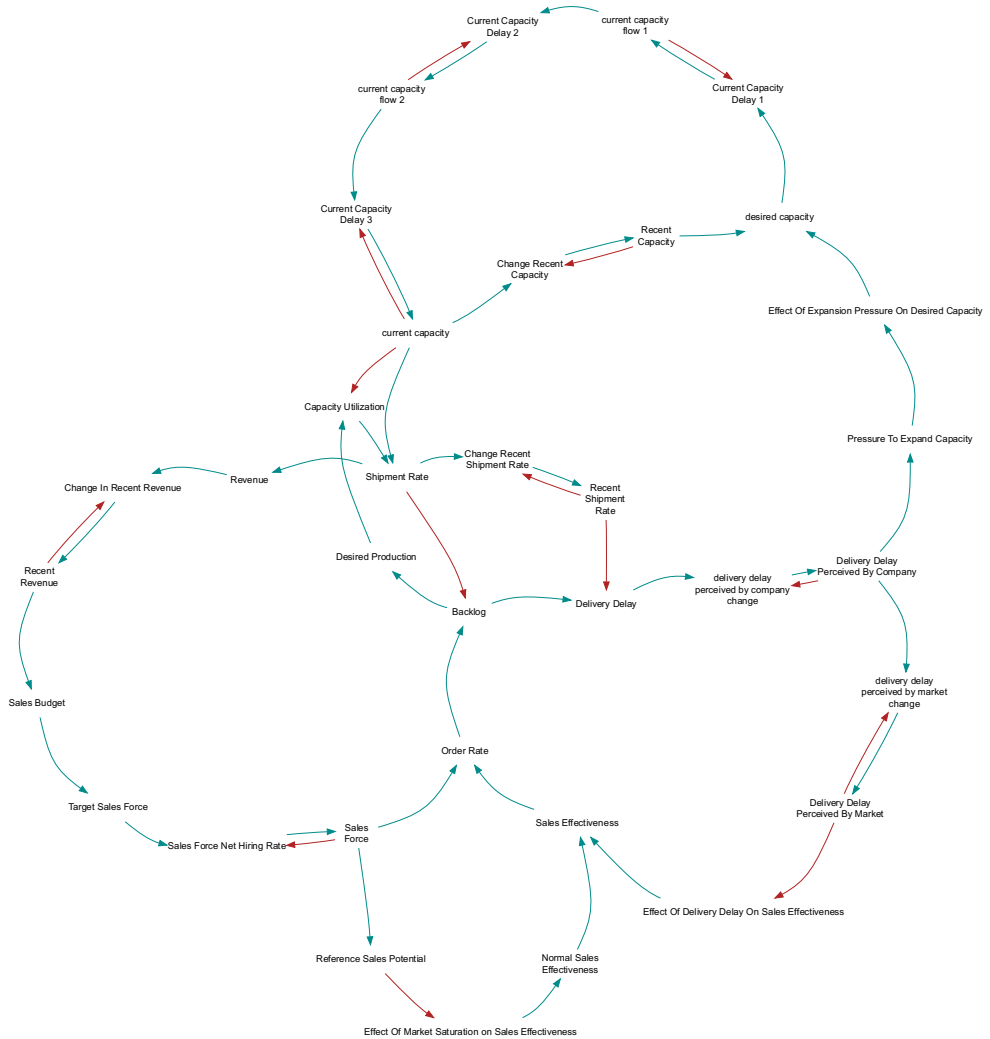 current capacity
flow 1
Current Capacity
Delay 2
current capacity
flow 2
Current Capacity
Delay 1
Current Capacity
Delay 3
desired capacity
Recent
Capacity
Change Recent
Capacity
Effect Of Expansion Pressure On Desired Capacity
current capacity
Capacity Utilization
Pressure To Expand Capacity
Change Recent
Shipment Rate
Shipment Rate
Revenue
Change In Recent Revenue
Recent
Shipment
Rate
Desired Production
Recent
Revenue
Delivery Delay
Perceived By Company
delivery delay
perceived by company
change
Delivery Delay
Backlog
delivery delay
perceived by market
change
Sales Budget
Order Rate
Target Sales Force
Delivery Delay
Perceived By Market
Sales Effectiveness
Sales
Force
Sales Force Net Hiring Rate
Effect Of Delivery Delay On Sales Effectiveness
Reference Sales Potential
Normal Sales
Effectiveness
Effect Of Market Saturation on Sales Effectiveness